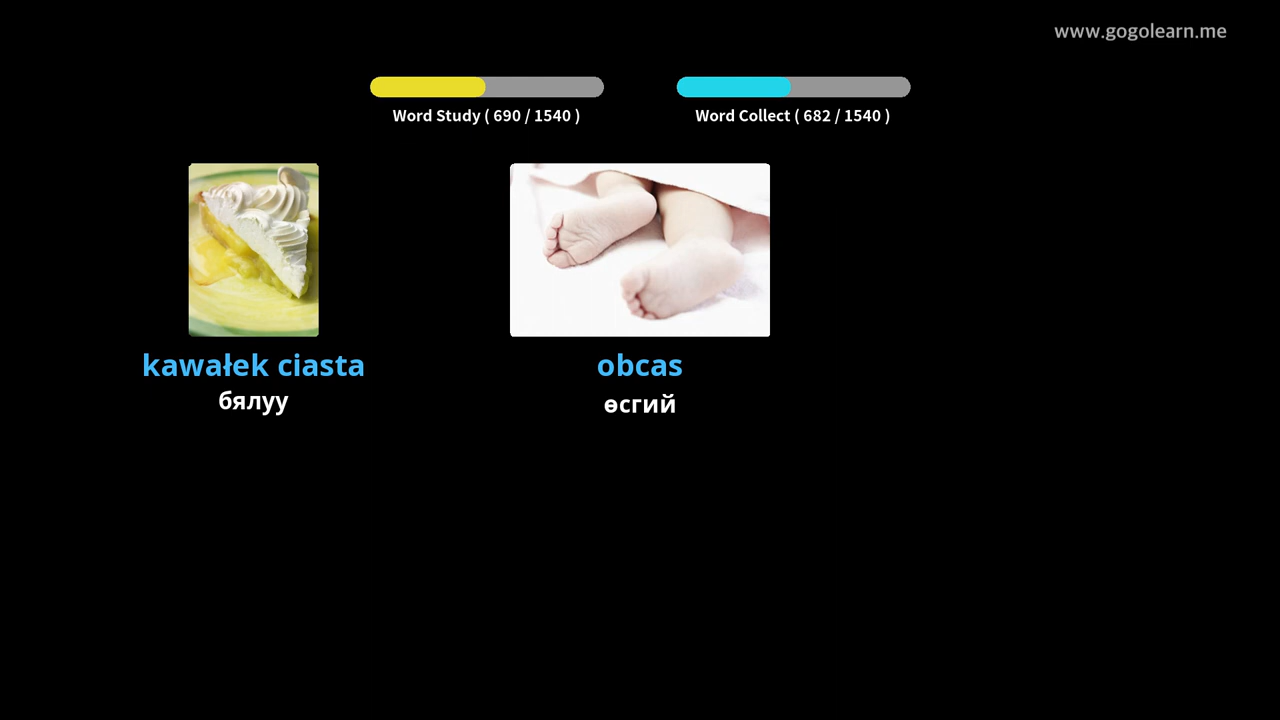 www.gogolearn.me
Word Study ( 690 / 1540 )
Word Collect ( 682 / 1540 )
kawałek ciasta
бялуу
obcas
өсгий